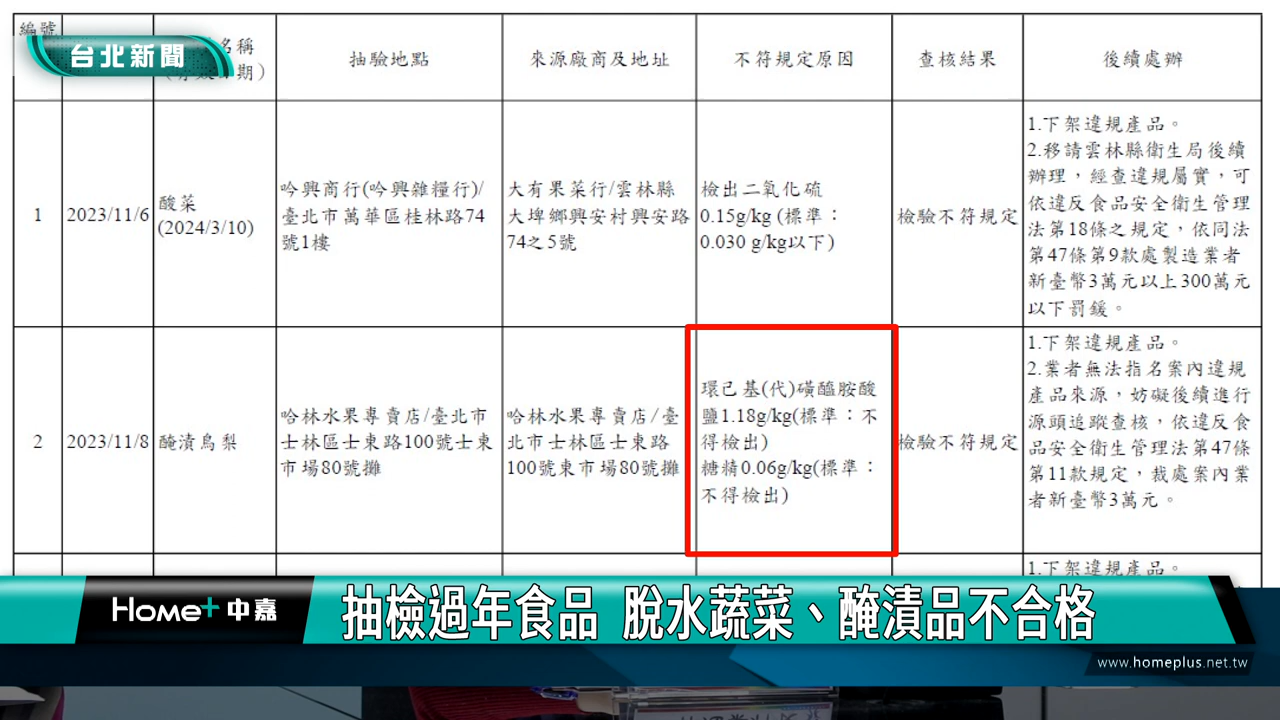 編號
台北新聞
名稱
期)
抽驗地點
來源廠商及地址
不符規定原因
查核結果
後續處辦
1
2023/11/6
酸菜
(2024/3/10)
吟興商行(吟興雜糧行)/
臺北市萬華區桂林路74
號1樓
大有果菜行/雲林縣
大埤鄉興安村興安路
74之5號
檢出二氧化硫
0.15g/kg (標準：
0.030 g/kg以下)
檢驗不符規定
1.下架違規產品。
2.移請雲林縣衛生局後續
辦理，經查違規屬實，可
依違反食品安全衛生管理
法第18條之規定，依同法
第47條第9款處製造業者
新臺幣3萬元以上300萬元
以下罰鍰。
2
2023/11/8
醃漬鳥梨
哈林水果專賣店/臺北市
士林區士東路100號士東
市場80號攤
哈林水果專賣店/臺
北市士林區士東路
100號東市場80號攤
環己基(代)磺醯胺酸
鹽1.18g/kg(標準：不
得檢出)
糖精0.06g/kg(標準：
不得檢出)
檢驗不符規定
1.下架違規產品。
2.業者無法指名案內違規
產品來源，妨礙後續進行
源頭追蹤查核，依違反食
品安全衛生管理法第47條
第11款規定，裁處案內業
者新臺幣3萬元。
1.下架違規產品。
Home+中嘉
抽檢過年食品 脫水蔬菜、醃漬品不合格
www.homeplus.net.tw